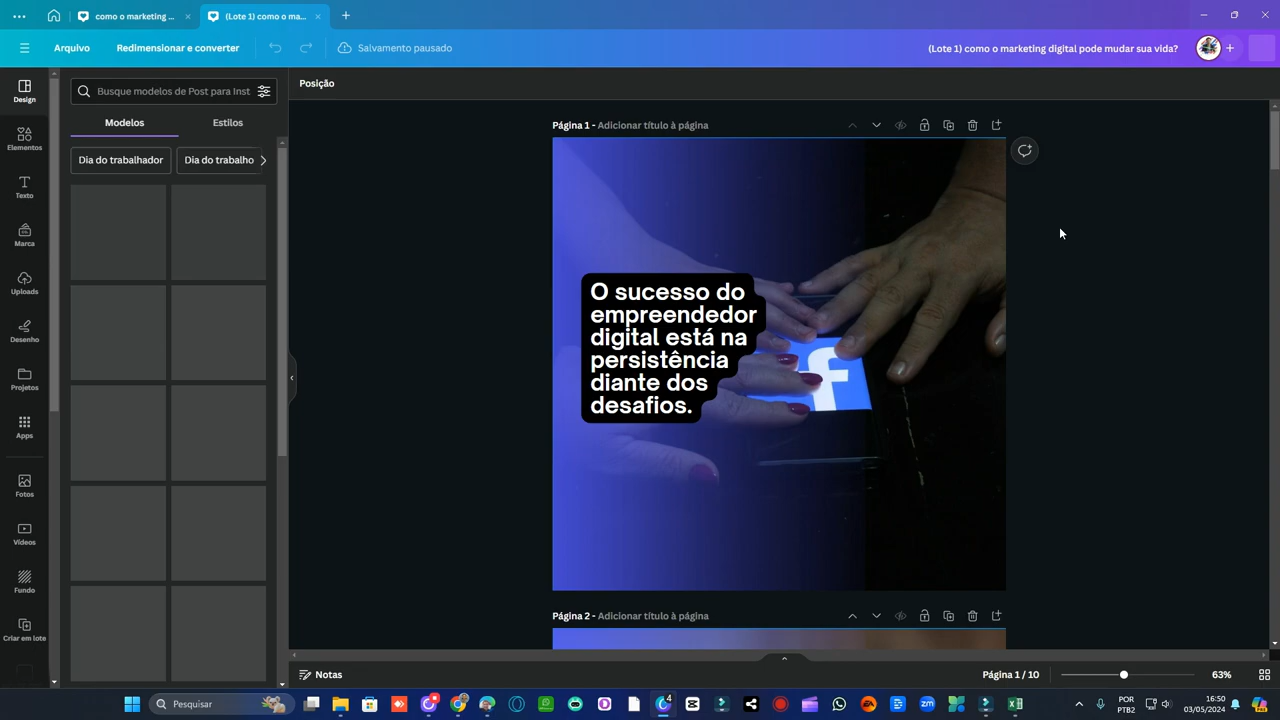 como o marketing ...
(Lote 1) como o ma...
Arquivo
Redimensionar e converter
Salvamento pausado
(Lote 1) como o marketing digital pode mudar sua vida?
Design
Elementos
Texto
Marca
Uploads
Desenho
Projetos
Apps
Fotos
Vídeos
Fundo
Criar em lote
Busque modelos de Post para Inst
Modelos
Estilos
Dia do trabalhador
Dia do trabalho
Posição
Página 1 - Adicionar título à página
O sucesso do
empreendedor
digital está na
persistência
diante dos
desafios.
f
Página 2 - Adicionar título à página
Notas
Página 1 / 10
63%
Pesquisar
POR
PTB2
16:50
03/05/2024